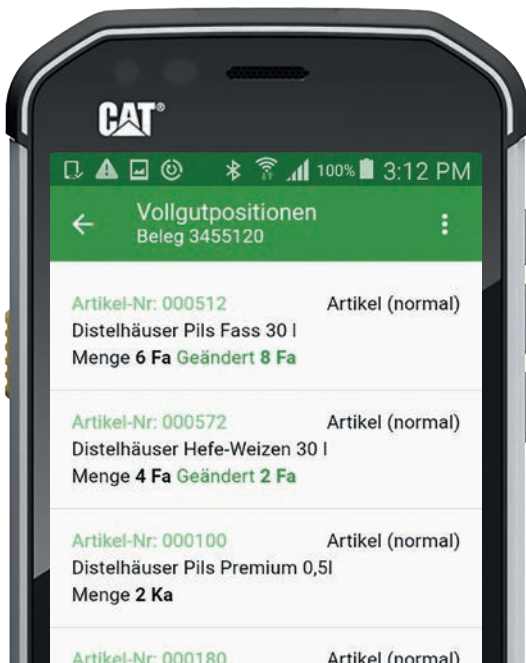 CAT®
100% 3:12 PM
Vollgutpositionen
Beleg 3455120
Artikel-Nr: 000512 Artikel (normal)
Distelhäuser Pils Fass 30 l
Menge 6 Fa Geändert 8 Fa
Artikel-Nr: 000572 Artikel (normal)
Distelhäuser Hefe-Weizen 30 l
Menge 4 Fa Geändert 2 Fa
Artikel-Nr: 000100 Artikel (normal)
Distelhäuser Pils Premium 0,5l
Menge 2 Ka
Artikel-Nr: 000180 Artikel (normal)